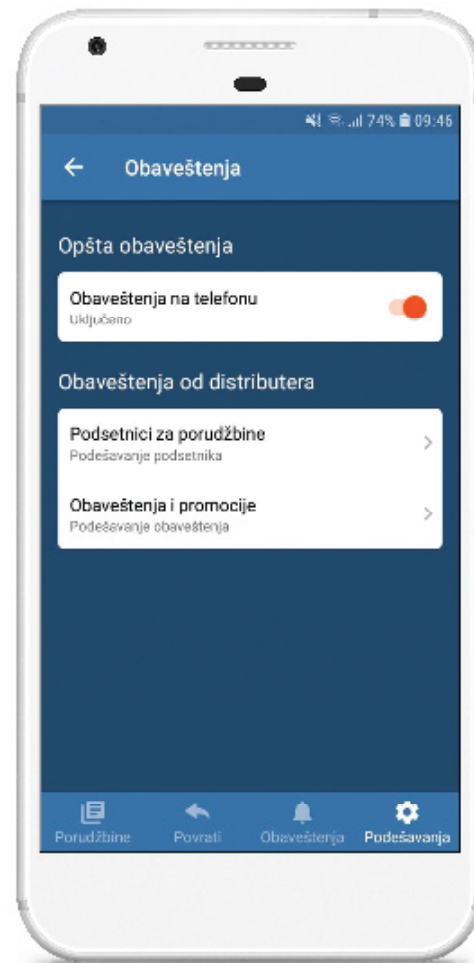 74% 09:46
Obaveštenja
Opšta obaveštenja
Obaveštenja na telefonu
Uključeno
Obaveštenja od distributera
Podsetnici za porudžbine
Podešavanje podsetnika
Obaveštenja i promocije
Podešavanje obaveštenja
Porudžbine Povrati Obaveštenja Podešavanja